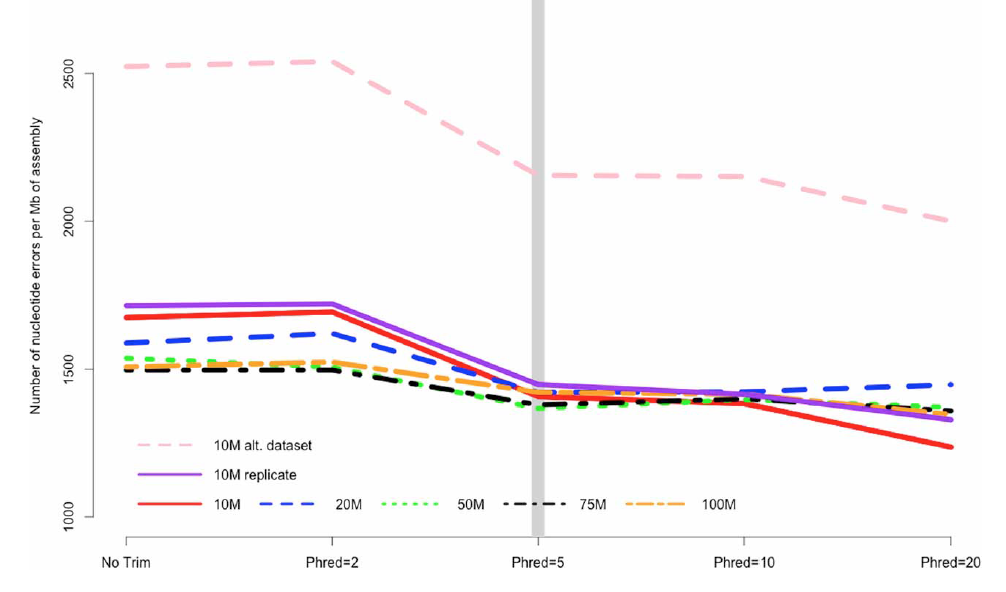 Number of nucleotide errors per Mb of assembly
2500
2000
1500
1000
10M alt. dataset
10M replicate
10M 20M 50M 75M 100M
No Trim Phred=2 Phred=5 Phred=10 Phred=20